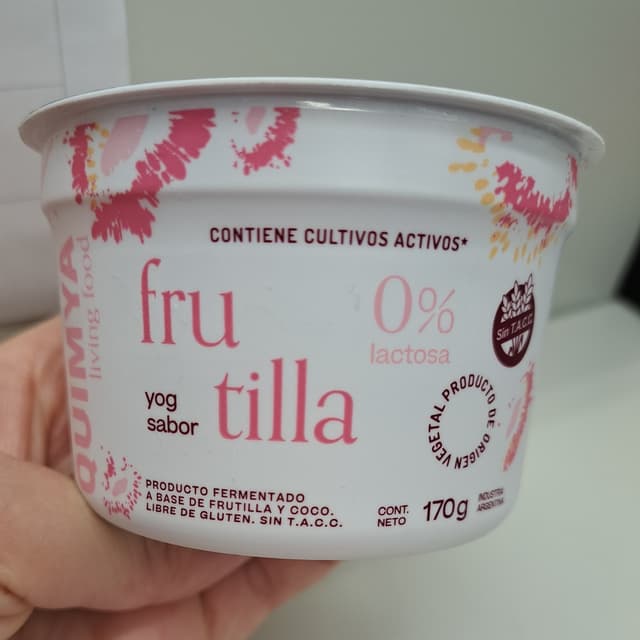 QUIMYA
living food
CONTIENE CULTIVOS ACTIVOS*
fru
tilla
yog
sabor
0%
lactosa
Sin T.A.C.C.
PRODUCTO DE ORIGEN VEGETAL
PRODUCTO FERMENTADO
A BASE DE FRUTILLA Y COCO.
LIBRE DE GLUTEN. SIN T.A.C.C.
CONT.
NETO
170g
INDUSTRIA
ARGENTINA